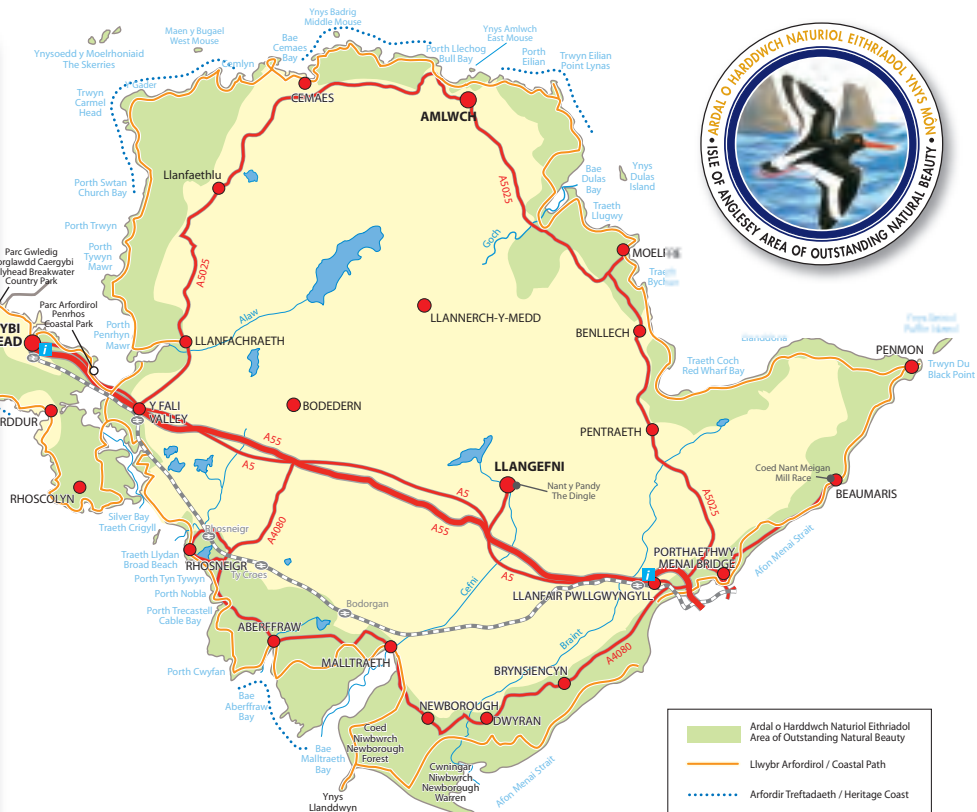 Ynysoedd y Moelrhoniaid
The Skerries
Maen y Bugael
West Mouse
Ynys Badrig
Middle Mouse
Bae
Cemaes
Bay
Cemlyn
Porth Llechog
Bull Bay
Ynys Amlwch
East Mouse
Porth
Eilian
Trwyn Eilian
Point Lynas
Y Gader
Trwyn
Carmel
Head
CEMAES
AMLWCH
Llanfaethlu
A5025
A5025
Porth Swtan
Church Bay
Bae
Dulas
Bay
Ynys
Dulas
Island
Traeth
Llugwy
Goch
Porth Trwyn
Porth
Tywyn
Mawr
Parc Gwledig
Caergybi
Breakwater
Country Park
Parc Arfordirol
Penrhos
Coastal Park
Porth
Penrhyn
Mawr
Alaw
LLANNERCH-Y-MEDD
LLANFACHRAETH
BENLLECH
PENMON
Trwyn Du
Black Point
Traeth Coch
Red Wharf Bay
Y FALI
VALLEY
BODEDERN
PENTRAETH
A55
A5
LLANGEFNI
Nant y Pandy
The Dingle
A5
A55
A5
Coed Nant Meigan
Mill Race
BEAUMARIS
A5025
RHOSCOLYN
Silver Bay
Traeth Crigyll
Rhosneigr
A4080
Traeth Llydan
Broad Beach
RHOSNEIGR
Ty Croes
Porth Tyn Tywyn
Porth Nobla
Porth Trecastell
Cable Bay
Bodorgan
Cefni
PORTHAETHWY
MENAI BRIDGE
Afon Menai Strait
LLANFAIR PWLLGWYNGYLL
ABERFFRAW
MALLTRAETH
Braint
A4080
BRYNSIENCYN
Porth Cwyfan
Bae
Aberffraw
Bay
NEWBOROUGH
DWYRAN
Coed
Niwbwrch
Newborough
Forest
Bae
Malltraeth
Bay
Cwningar
Niwbwrch
Newborough
Warren
Afon Menai Strait
Ynys
Llanddwyn
ARDAL O HARDDWCH NATURIOL EITHRIADOL YNYS MÔN
ISLE OF ANGLESEY AREA OF OUTSTANDING NATURAL BEAUTY
Ardal o Harddwch Naturiol Eithriadol
Area of Outstanding Natural Beauty
Llwybr Arfordirol / Coastal Path
Arfordir Treftadaeth / Heritage Coast